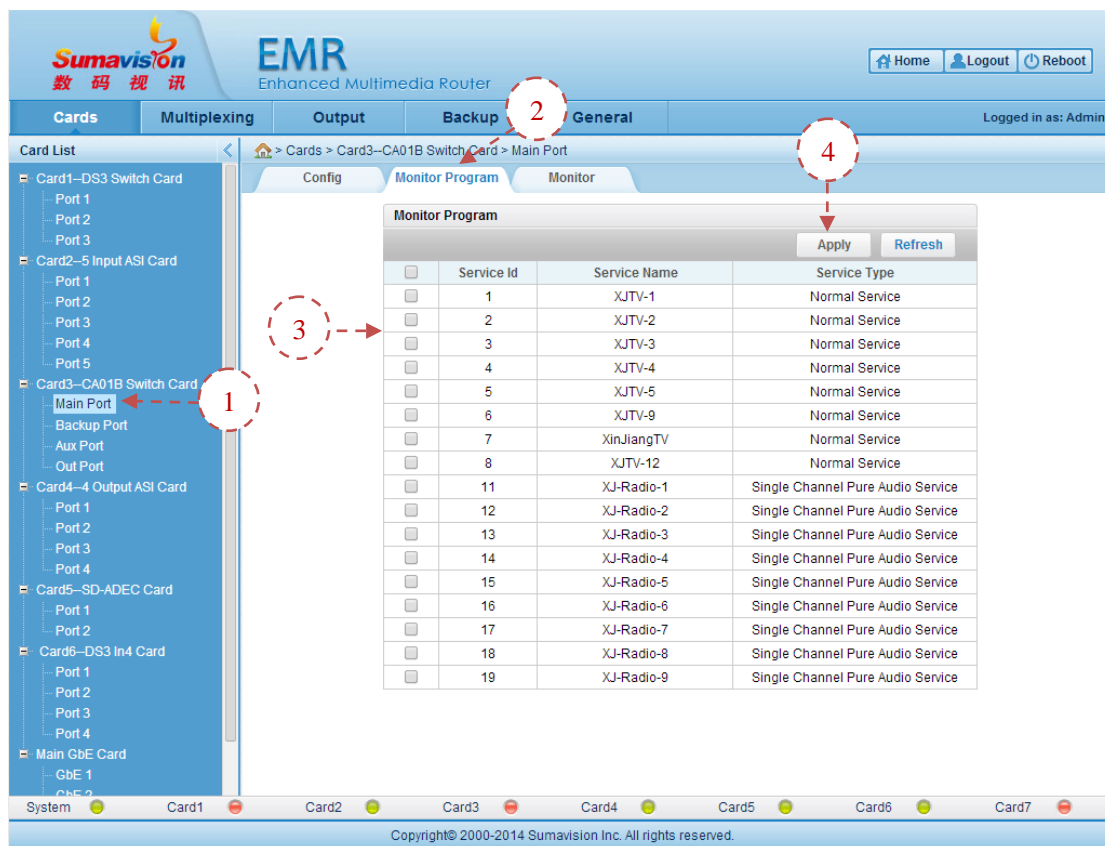 Sumavision
数 码 视 讯
EMR
Enhanced Multimedia Router
Home Logout Reboot
Cards Multiplexing Output Backup General Logged in as: Admin
2
Card List
> Cards > Card3--CA01B Switch Card > Main Port
4
Config Monitor Program Monitor
Card1--DS3 Switch Card
Port 1
Port 2
Port 3
Card2--5 Input ASI Card
Port 1
Port 2
Port 3
Port 4
Port 5
Card3--CA01B Switch Card
Main Port
1
Backup Port
Aux Port
Out Port
Card4--4 Output ASI Card
Port 1
Port 2
Port 3
Port 4
Card5--SD-ADEC Card
Port 1
Port 2
Card6--DS3 In4 Card
Port 1
Port 2
Port 3
Port 4
Main GbE Card
GbE 1
GbE 2
Monitor Program
Apply Refresh
Service Id Service Name Service Type
1 XJTV-1 Normal Service
2 XJTV-2 Normal Service
3
3 XJTV-3 Normal Service
4 XJTV-4 Normal Service
5 XJTV-5 Normal Service
6 XJTV-9 Normal Service
7 XinJiangTV Normal Service
8 XJTV-12 Normal Service
11 XJ-Radio-1 Single Channel Pure Audio Service
12 XJ-Radio-2 Single Channel Pure Audio Service
13 XJ-Radio-3 Single Channel Pure Audio Service
14 XJ-Radio-4 Single Channel Pure Audio Service
15 XJ-Radio-5 Single Channel Pure Audio Service
16 XJ-Radio-6 Single Channel Pure Audio Service
17 XJ-Radio-7 Single Channel Pure Audio Service
18 XJ-Radio-8 Single Channel Pure Audio Service
19 XJ-Radio-9 Single Channel Pure Audio Service
System Card1 Card2 Card3 Card4 Card5 Card6 Card7
Copyright© 2000-2014 Sumavision Inc. All rights reserved.